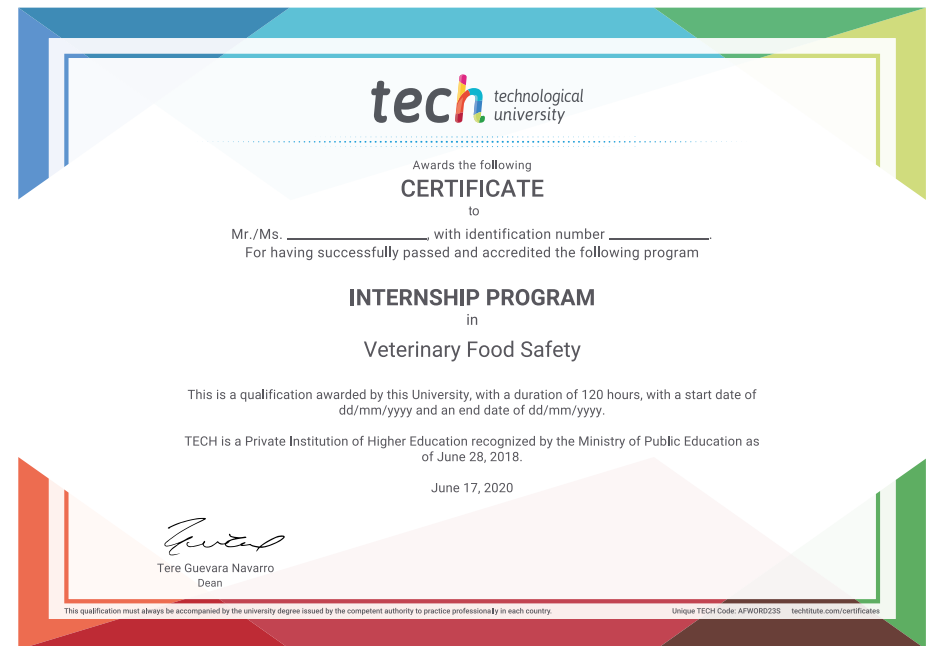 tech technological
university
Awards the following
CERTIFICATE
to
Mr./Ms. ____________________, with identification number ______________.
For having successfully passed and accredited the following program
INTERNSHIP PROGRAM
in
Veterinary Food Safety
This is a qualification awarded by this University, with a duration of 120 hours, with a start date of
dd/mm/yyyy and an end date of dd/mm/yyyy.
TECH is a Private Institution of Higher Education recognized by the Ministry of Public Education as
of June 28, 2018.
June 17, 2020
Tere Guevara Navarro
Dean
This qualification must always be accompanied by the university degree issued by the competent authority to practice professionally in each country.
Unique TECH Code: AFWORD23S techtitute.com/certificates